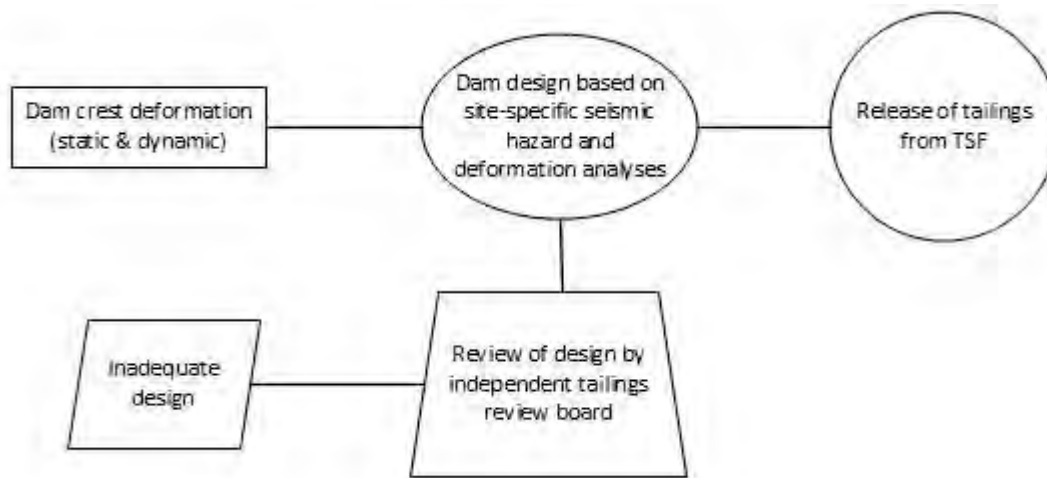 Dam crest deformation
(static & dynamic)
Dam design based on
site-specific seismic
hazard and
deformation analyses
Release of tailings
from TSF
Inadequate
design
Review of design by
independent tailings
review board